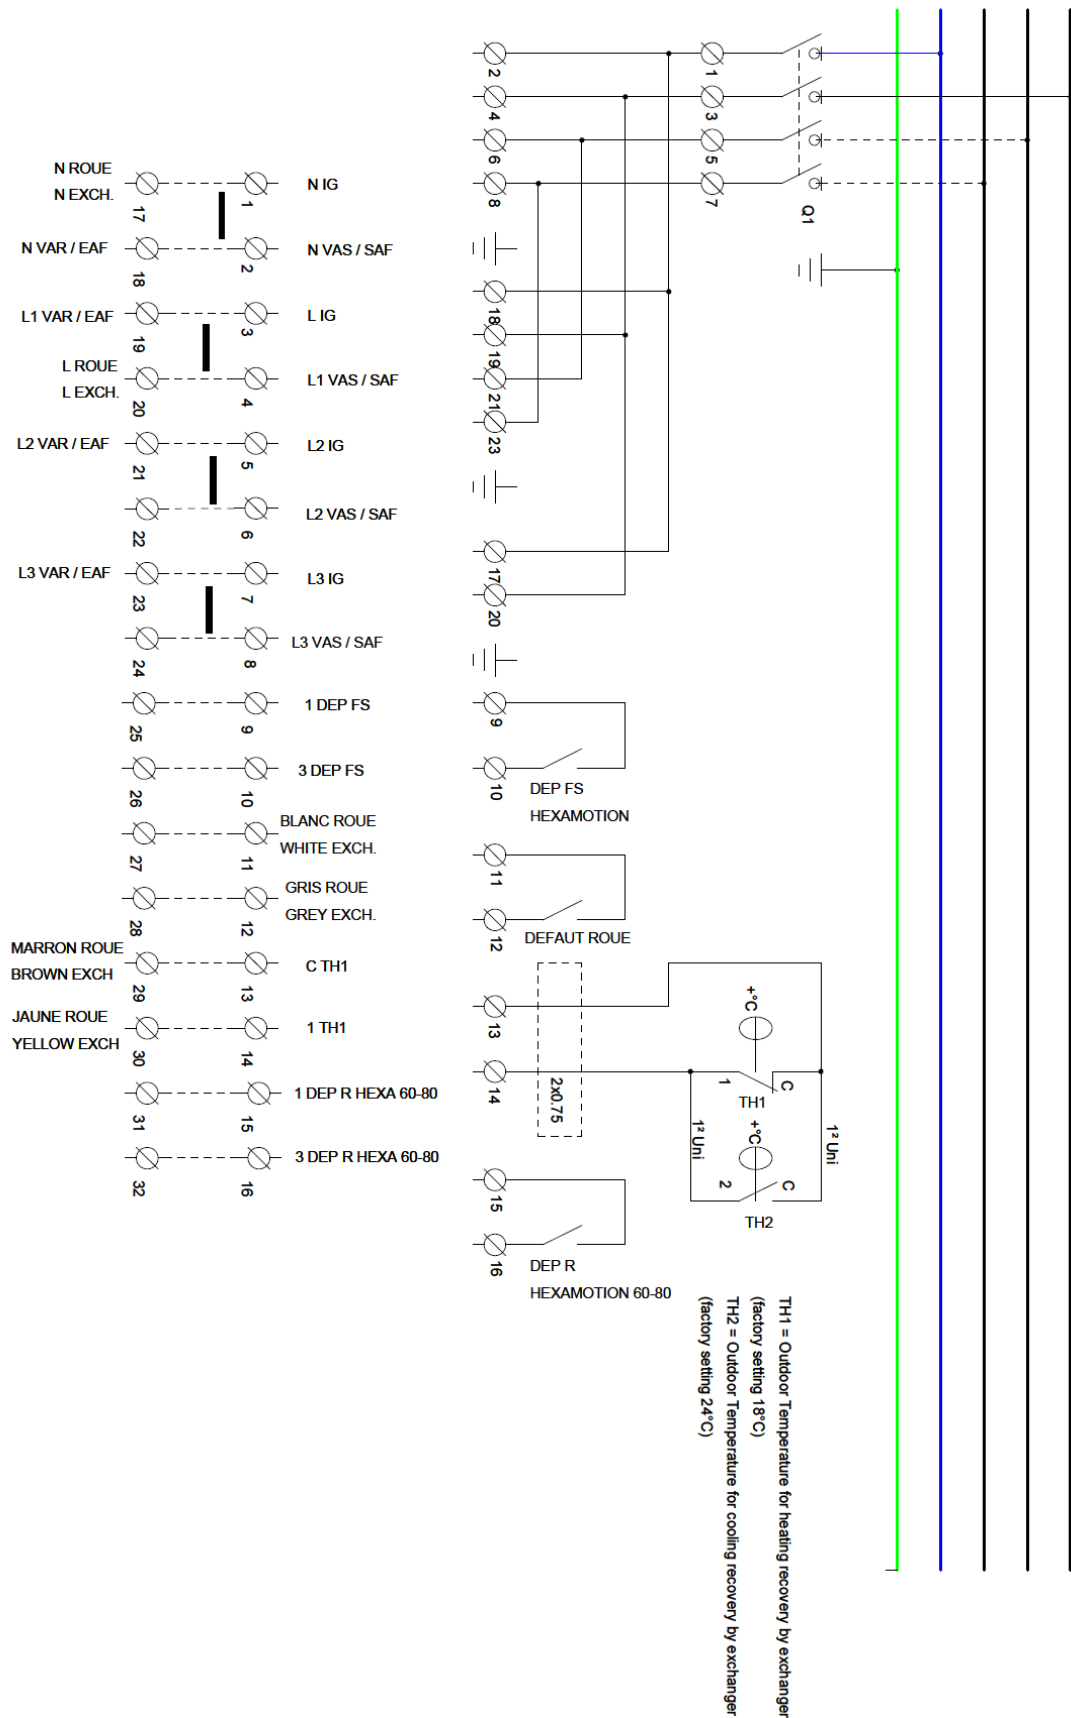 N ROUE
N EXCH.
17
1
N IG
N VAR / EAF
18
2
N VAS / SAF
L1 VAR / EAF
19
3
L IG
L ROUE
L EXCH.
20
4
L1 VAS / SAF
L2 VAR / EAF
21
5
L2 IG
22
6
L2 VAS / SAF
L3 VAR / EAF
23
7
L3 IG
24
8
L3 VAS / SAF
25
9
1 DEP FS
26
10
3 DEP FS
27
11
BLANC ROUE
WHITE EXCH.
28
12
GRIS ROUE
GREY EXCH.
MARRON ROUE
BROWN EXCH
29
13
C TH1
JAUNE ROUE
YELLOW EXCH
30
14
1 TH1
31
15
1 DEP R HEXA 60-80
32
16
3 DEP R HEXA 60-80
2
1
4
3
6
5
8
7
Q1
18
19
21
23
17
20
9
10
DEP FS
HEXAMOTION
11
12
DEFAUT ROUE
13
14
2x0.75
+°C
1
C
TH1
1² Uni
1² Uni
+°C
2
C
TH2
15
16
DEP R
HEXAMOTION 60-80
TH1 = Outdoor Temperature for heating recovery by exchanger
(factory setting 18°C)
TH2 = Outdoor Temperature for cooling recovery by exchanger
(factory setting 24°C)